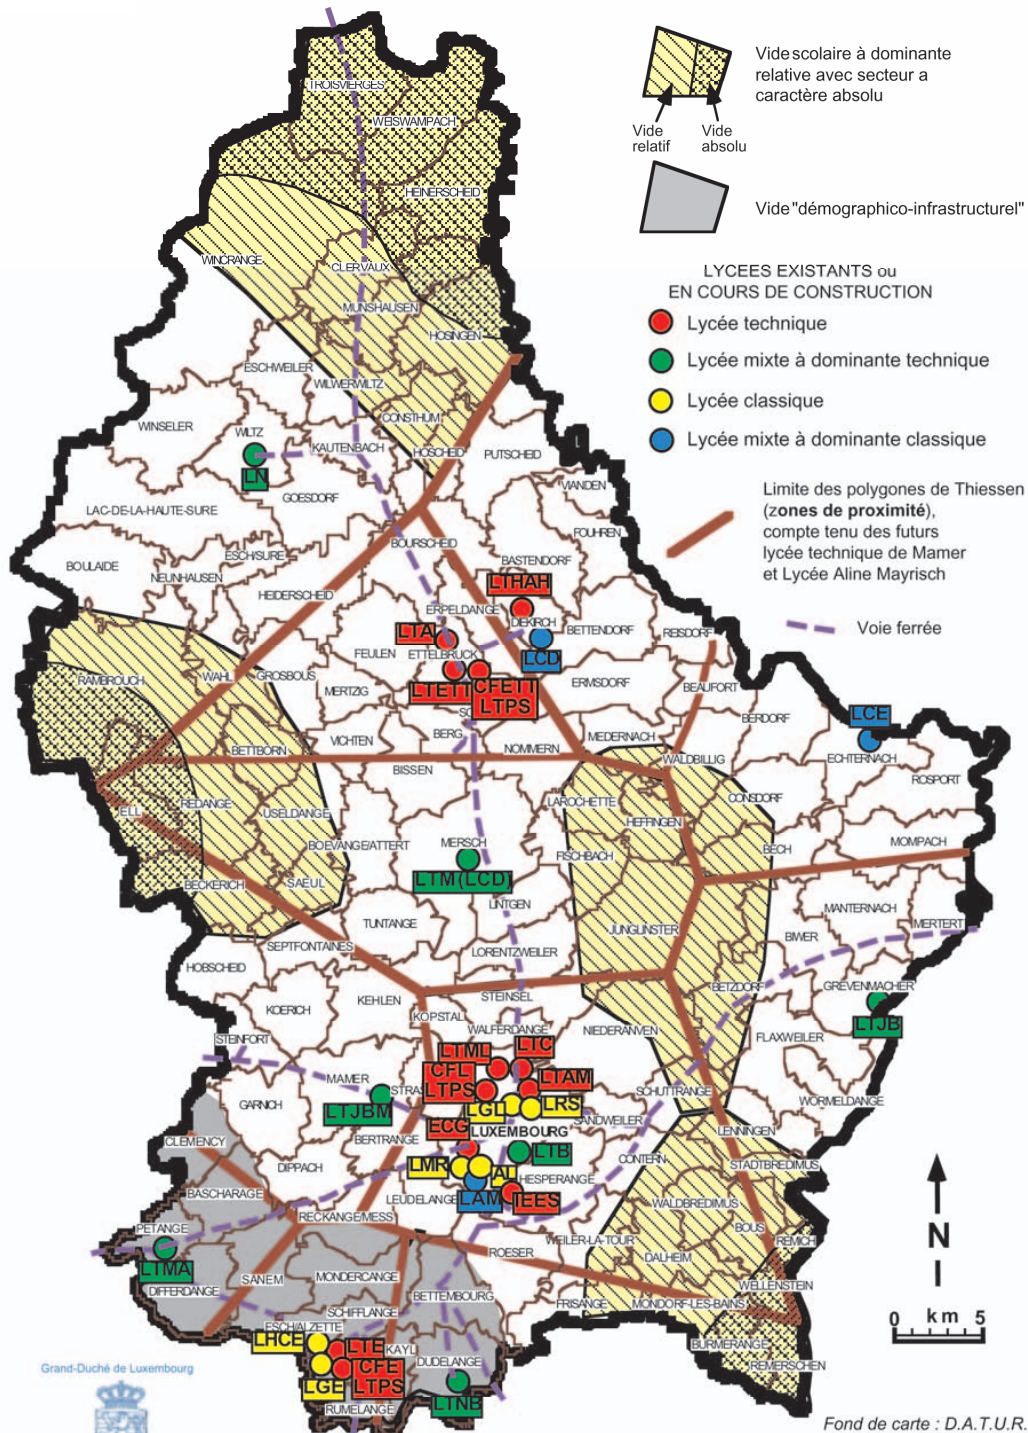 Vide scolaire à dominante
relative avec secteur a
caractère absolu
Vide
relatif
Vide
absolu
Vide "démographico-infrastructurel"
LYCEES EXISTANTS ou
EN COURS DE CONSTRUCTION
Lycée technique
Lycée mixte à dominante technique
Lycée classique
Lycée mixte à dominante classique
Limite des polygones de Thiessen
(zones de proximité),
compte tenu des futurs
lycée technique de Mamer
et Lycée Aline Mayrisch
Voie ferrée
TROISVIERGES
WEISWAMPACH
HEINERSCHEID
WINCRANGE
CLERVAUX
MUNSHAUSEN
HOSINGEN
ESCHWEILER
WILWERWILTZ
CONSTHUM
WINSELER
WILTZ
KAUTENBACH
HOSCHEID
PUTSCHEID
LN
GOESDORF
VIANDEN
LAC-DE-LA-HAUTE-SURE
FOUHREN
BOURSCHEID
ESCH/SURE
BOULAIDE
NEUNHAUSEN
BASTENDORF
HEIDERSCHEID
LTHAH
ERPELDANGE
DIEKIRCH
BETTENDORF
REISDORF
LTA
ETTELBRUCK
LCD
FEULEN
RAMBROUCH
WAHL
GROSBOUS
MERTZIG
LTETT
CFETT
LTPS
ERMSDORF
BEAUFORT
BERDORF
LCE
ECHTERNACH
BERG
VICHTEN
BETTBORN
NOMMERN
MEDERNACH
WALDBILLIG
BISSEN
ROSPORT
REDANGE
USELDANGE
LAROCHETTE
HEFFINGEN
CONSDORF
ELL
BOEVANGE/ATTERT
MERSCH
FISCHBACH
BECH
MOMPACH
LTM (LCD)
BECKERICH
SAEUL
LINTGEN
TUNTANGE
JUNGLINSTER
MANTERNACH
MERTERT
BIWER
SEPTFONTAINES
LORENTZWEILER
HOBSCHEID
KEHLEN
STEINSEL
BETZDORF
GREVENMACHER
KOERICH
KOPSTAL
WALFERDANGE
NIEDERANVEN
FLAXWEILER
LTJB
STEINFORT
LTML
LTC
MAMER
STRAS
CFL
LTPS
LTAM
SCHUTTRANGE
WORMELDANGE
GARNICH
LTJBM
LGL
LRS
SANDWEILER
ECG
LUXEMBOURG
LENNINGEN
CLEMENCY
BERTRANGE
LTB
CONTERN
STADTBREDIMUS
DIPPACH
LMR
AL
HESPERANGE
BASCHARAGE
LEUDELANGE
LAM
IEES
WALDBREDIMUS
RECKANGE/MESS
BOUS
REMICH
PETANGE
WEILER-LA-TOUR
ROESER
DALHEIM
LTMA
SANEM
MONDERCANGE
WELLENSTEIN
DIFFERDANGE
BETTEMBOURG
FRISANGE
MONDORF-LES-BAINS
SCHIFFLANGE
ESCH/ALZETTE
LHCE
LTE
KAYL
BURMERANGE
DUDELANGE
REMERSCHEN
LGE
CFE
LTPS
LTNB
RUMELANGE
N
0 km 5
Grand-Duché de Luxembourg
Fond de carte : D.A.T.U.R.